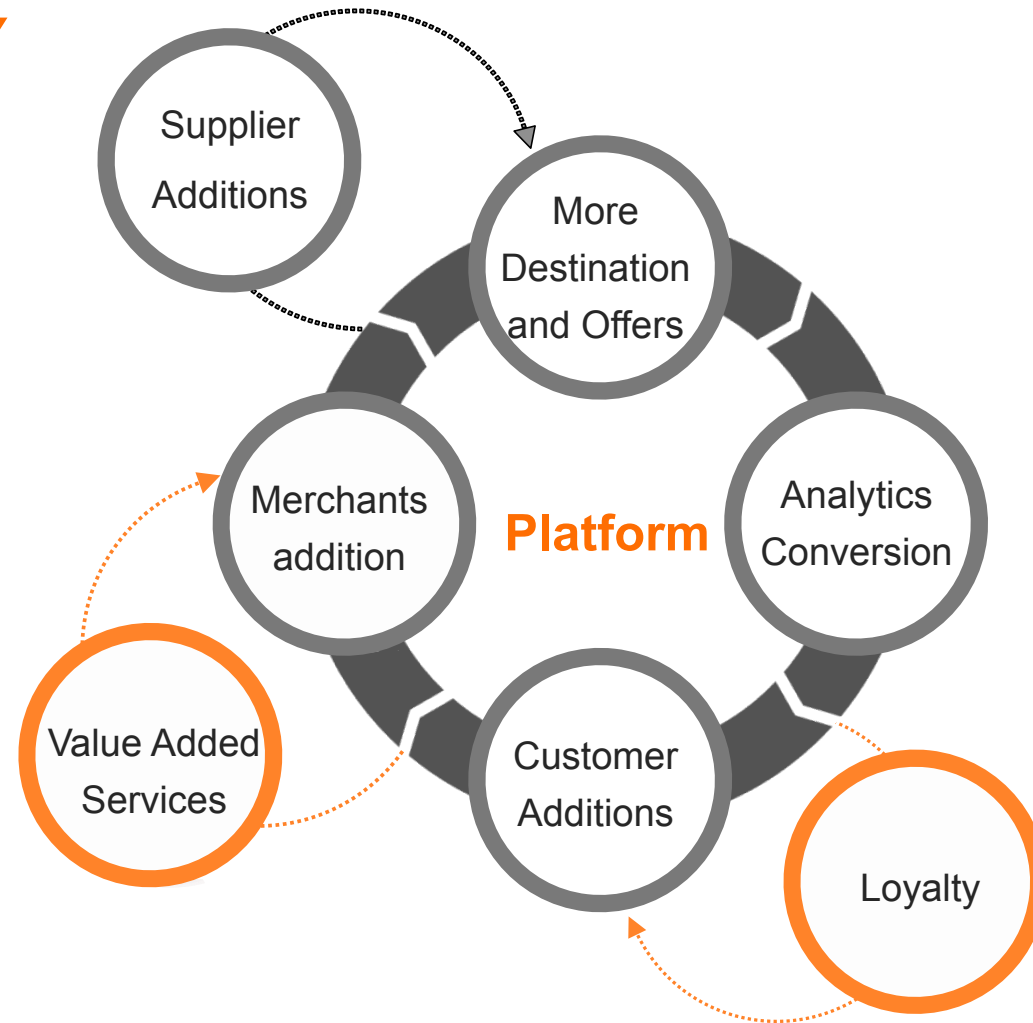 Supplier
Additions
More
Destination
and Offers
Merchants
addition
Platform
Analytics
Conversion
Value Added
Services
Customer
Additions
Loyalty